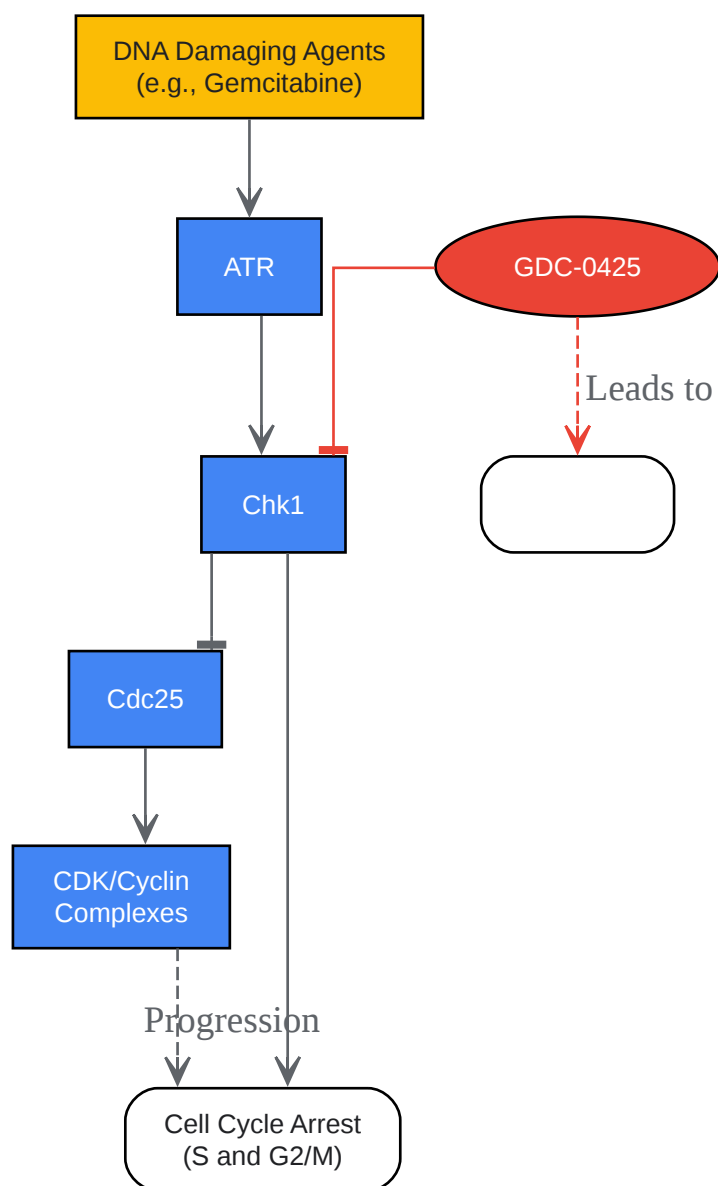 DNA Damaging Agents
(e.g., Gemcitabine)
ATR
GDC-0425
Leads to
Chk1
Cdc25
CDK/Cyclin
Complexes
Progression
Cell Cycle Arrest
(S and G2/M)